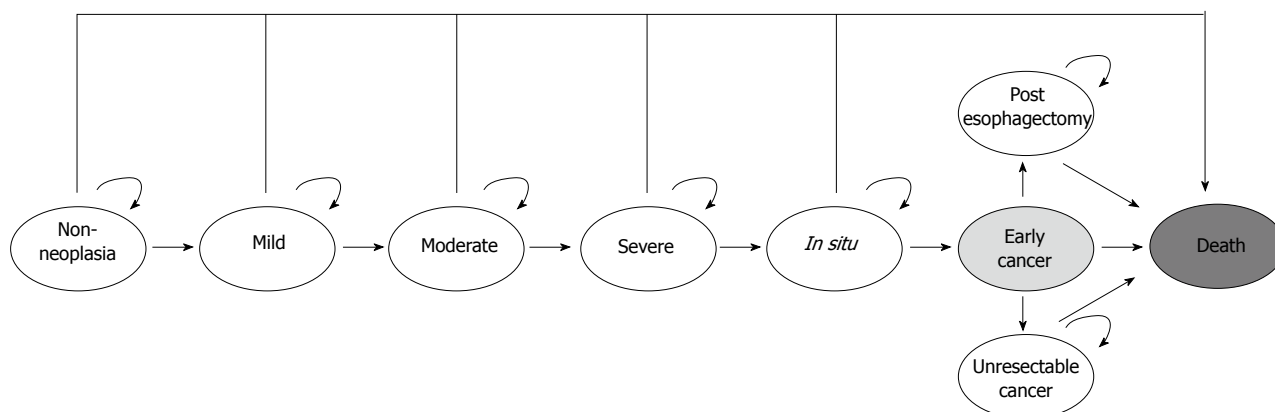 Post
esophagectomy
Non-
neoplasia
Mild
Moderate
Severe
In situ
Early
cancer
Death
Unresectable
cancer